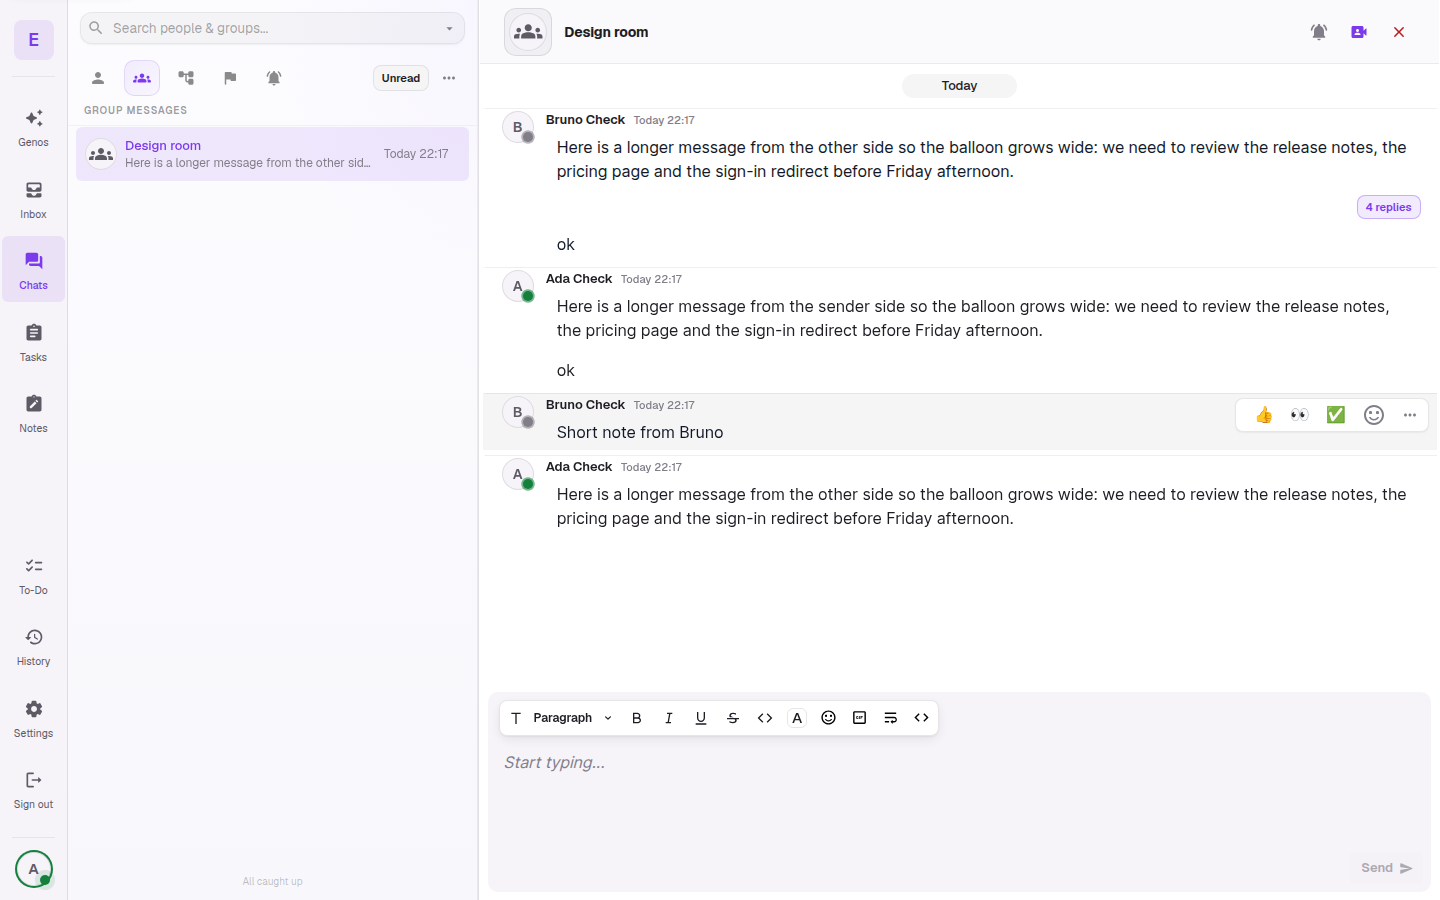 E
Genos
Inbox
Chats
Tasks
Notes
To-Do
History
Settings
Sign out
A
Search people & groups...
Unread
GROUP MESSAGES
Design room
Here is a longer message from the other sid...
Today 22:17
All caught up
Design room
Today
B
Bruno Check Today 22:17
Here is a longer message from the other side so the balloon grows wide: we need to review the release notes, the
pricing page and the sign-in redirect before Friday afternoon.
4 replies
ok
A
Ada Check Today 22:17
Here is a longer message from the sender side so the balloon grows wide: we need to review the release notes,
the pricing page and the sign-in redirect before Friday afternoon.
ok
B
Bruno Check Today 22:17
Short note from Bruno
A
Ada Check Today 22:17
Here is a longer message from the other side so the balloon grows wide: we need to review the release notes, the
pricing page and the sign-in redirect before Friday afternoon.
T Paragraph B I U S A GIF
Start typing...
Send